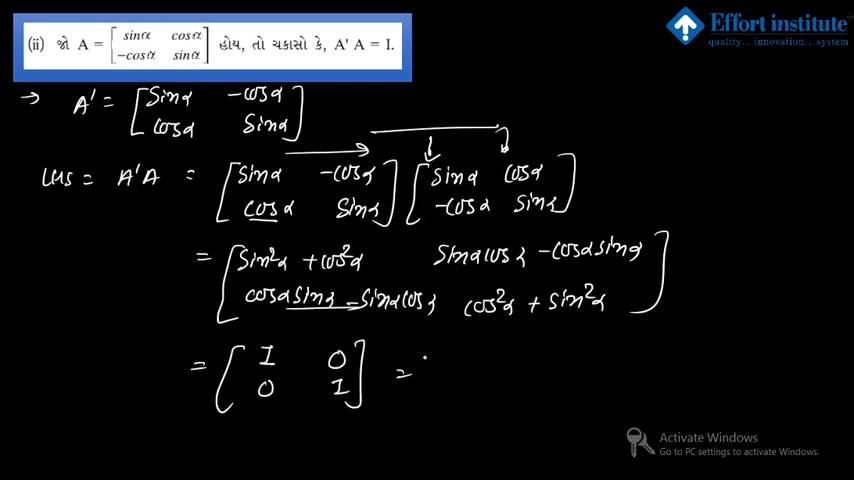 Effort institute
quality...innovation...system
(ii) જો A = [ sinα cosα
−cosα sinα ] હોય, તો ચકાસો કે, A' A = I.
→ A' = [ Sinα −cosα
cosα Sinα ]
LHS = A'A = [ Sinα −cosα
cosα Sinα ] [ Sinα cosα
−cosα Sinα ]
= [ Sin²α + cos²α Sinαcosα − cosαsinα
cosαsinα − Sinαcosα cos²α + Sin²α ]
= [ I 0
0 I ] =
Activate Windows
Go to PC settings to activate Windows.